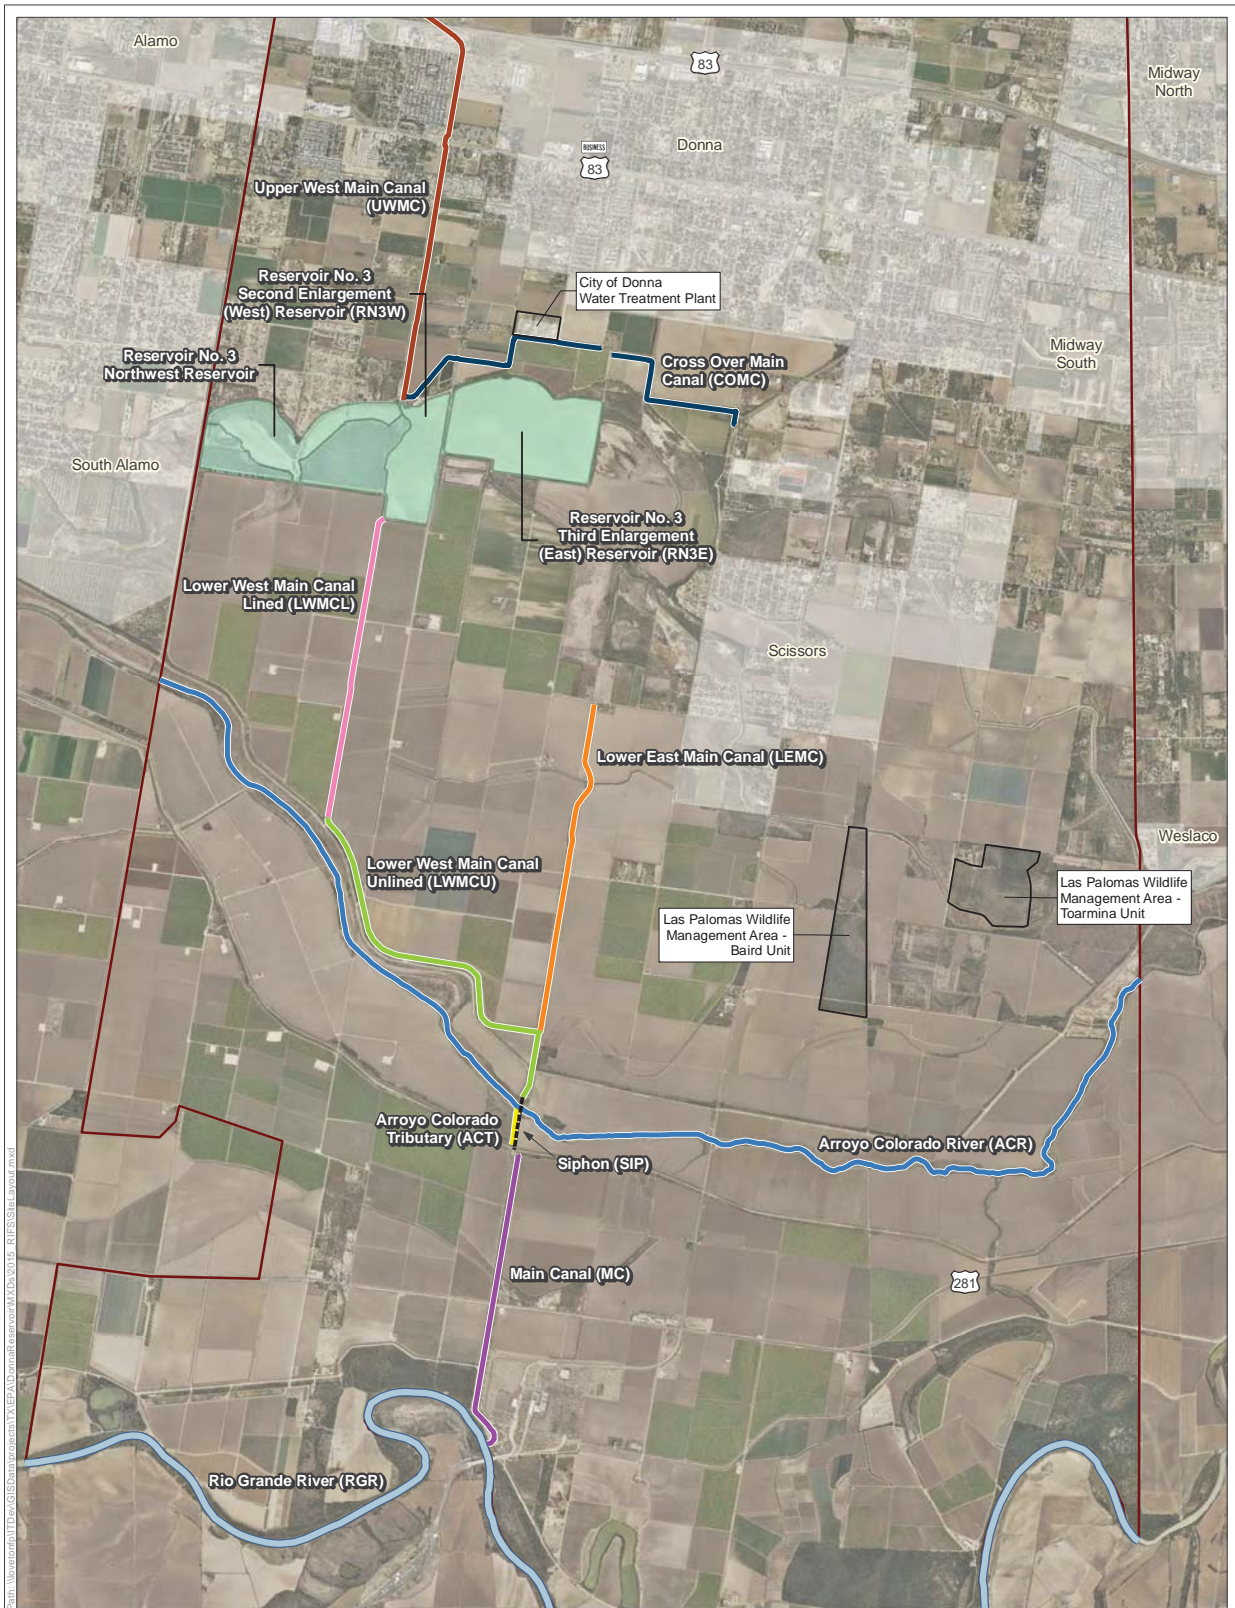 Alamo
83
Midway
North
BUSINESS
83
Donna
Upper West Main Canal
(UWMC)
Reservoir No. 3
Second Enlargement
(West) Reservoir (RN3W)
City of Donna
Water Treatment Plant
Reservoir No. 3
Northwest Reservoir
Cross Over Main
Canal (COMC)
Midway
South
South Alamo
Reservoir No. 3
Third Enlargement
(East) Reservoir (RN3E)
Lower West Main Canal
Lined (LWMCL)
Scissors
Lower East Main Canal (LEMC)
Weslaco
Lower West Main Canal
Unlined (LWMCU)
Las Palomas Wildlife
Management Area -
Toarmina Unit
Las Palomas Wildlife
Management Area -
Baird Unit
Arroyo Colorado
Tributary (ACT)
Siphon (SIP)
Arroyo Colorado River (ACR)
Main Canal (MC)
281
Rio Grande River (RGR)